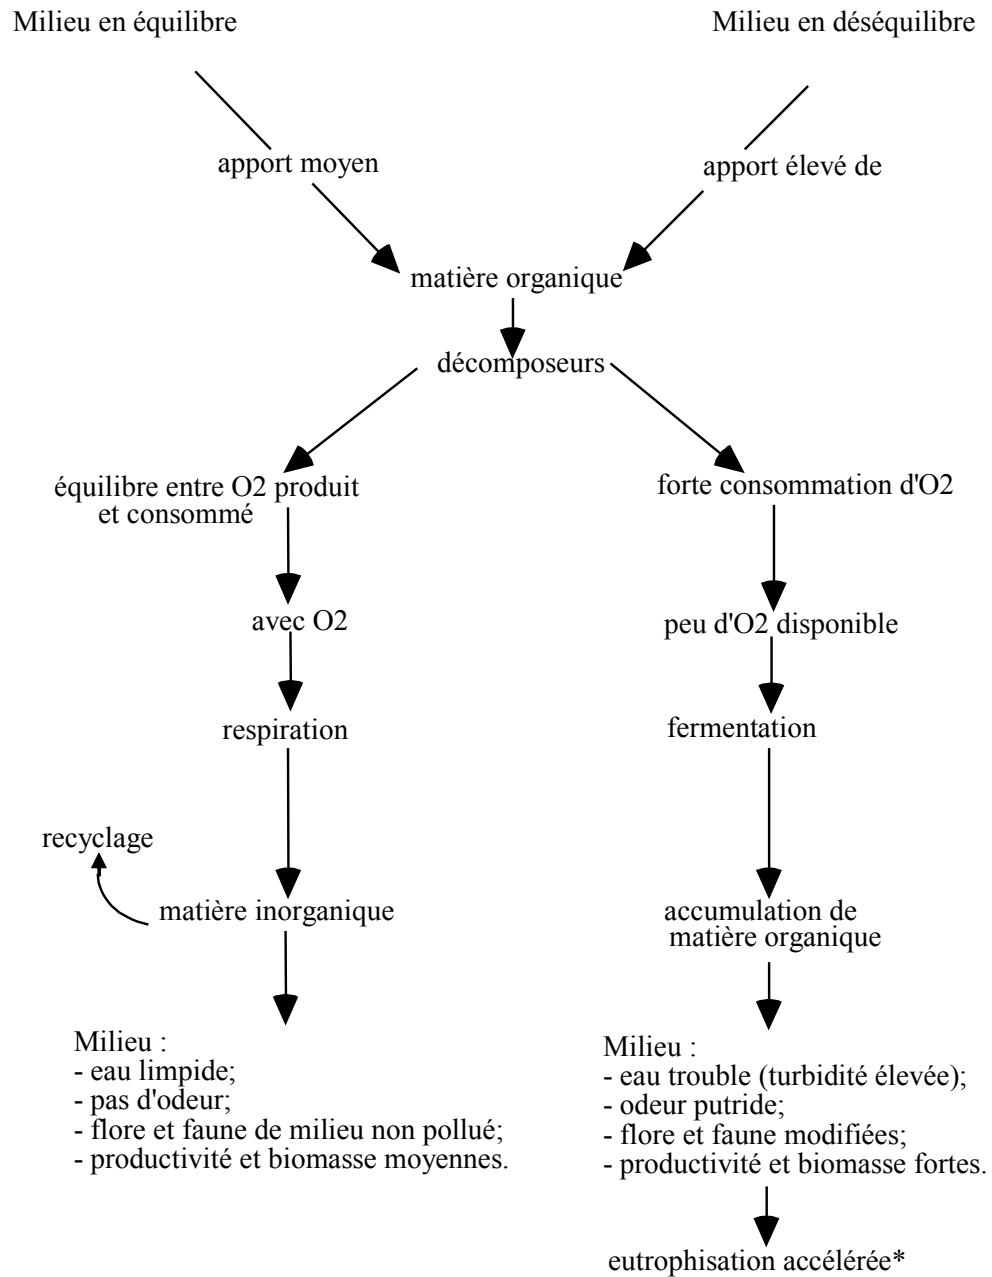 Milieu en équilibre
Milieu en déséquilibre
apport moyen
apport élevé de
matière organique
décomposeurs
équilibre entre O2 produit
et consommé
forte consommation d'O2
avec O2
peu d'O2 disponible
respiration
fermentation
recyclage
matière inorganique
accumulation de
matière organique
Milieu :
- eau limpide;
- pas d'odeur;
- flore et faune de milieu non pollué;
- productivité et biomasse moyennes.
Milieu :
- eau trouble (turbidité élevée);
- odeur putride;
- flore et faune modifiées;
- productivité et biomasse fortes.
eutrophisation accélérée*